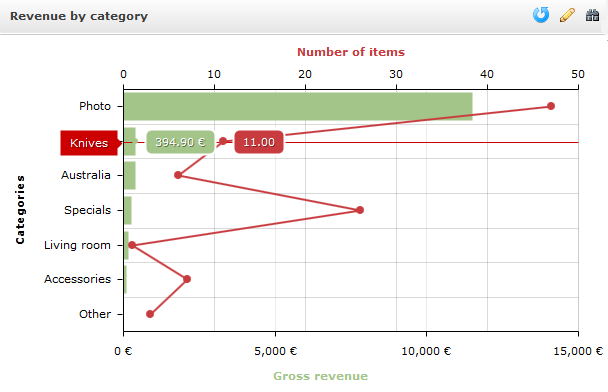 Revenue by category
Number of items
0 10 20 30 40 50
Photo
Knives 394.90 € 11.00
Australia
Specials
Living room
Accessories
Other
Categories
0 € 5,000 € 10,000 € 15,000 €
Gross revenue